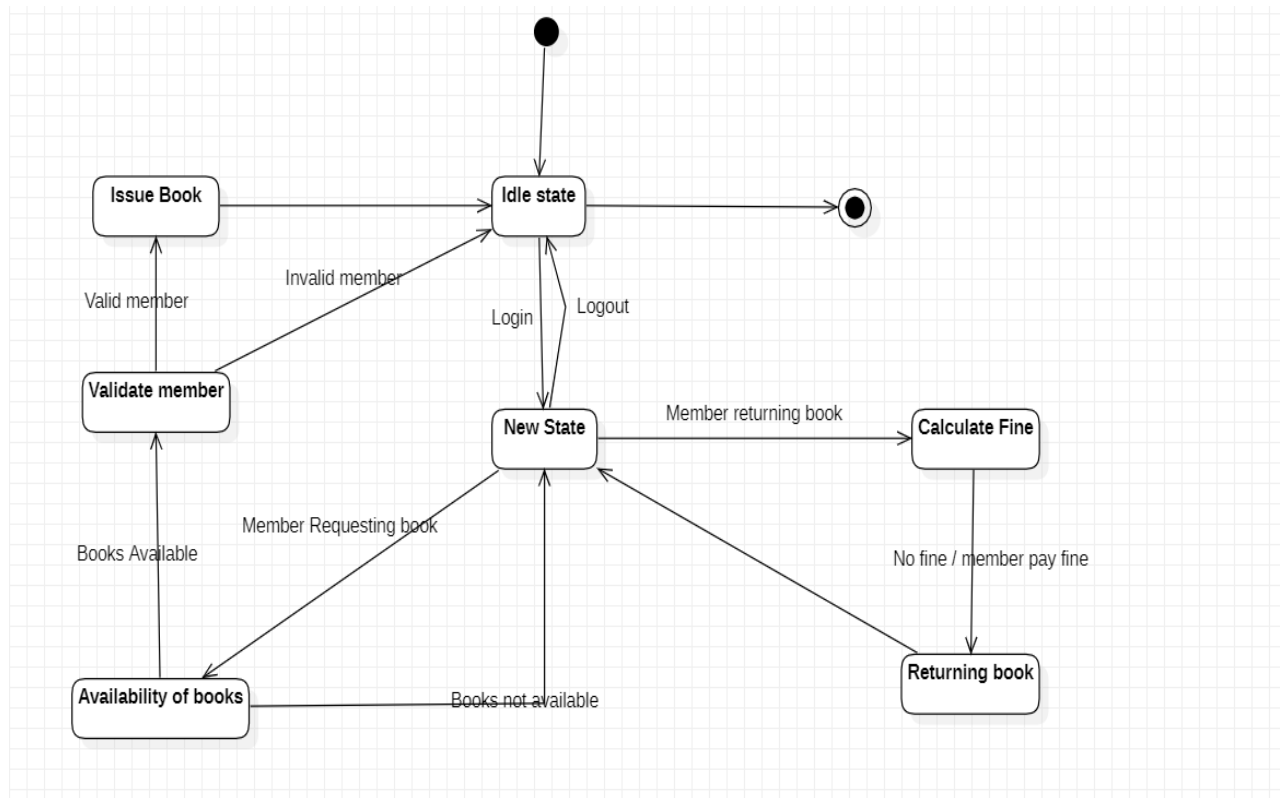 Issue Book
Idle state
Invalid member
Valid member
Login
Logout
Validate member
Member returning book
New State
Calculate Fine
Member Requesting book
Books Available
No fine / member pay fine
Returning book
Availability of books
Books not available